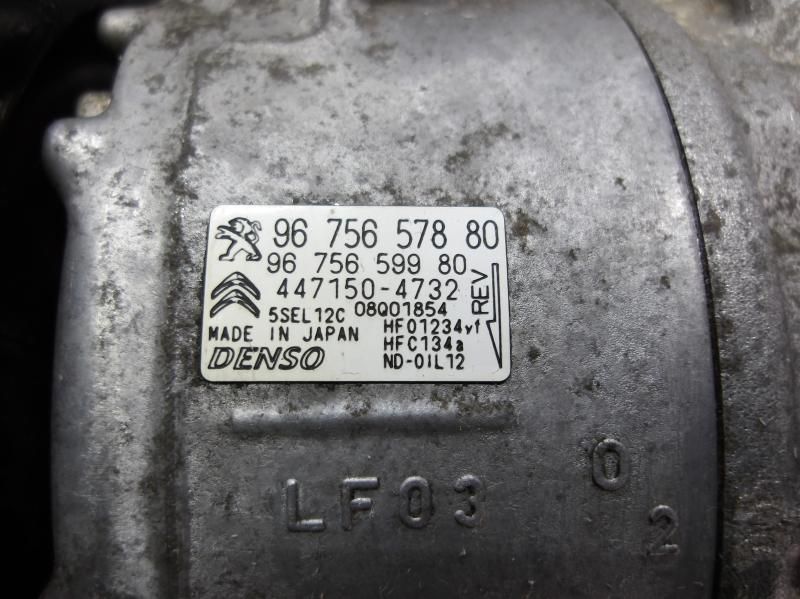 96 756 578 80
96 756 599 80
447150-4732
5SEL12C 08Q01854
MADE IN JAPAN HFO1234yf
DENSO HFC134a
ND-OIL12
REV
LF03
0
2